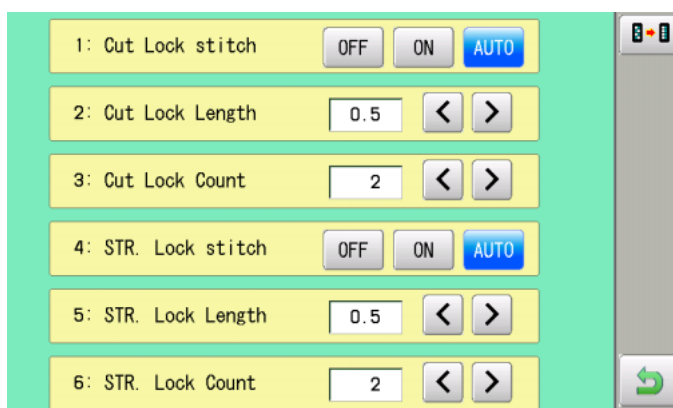 1: Cut Lock stitch OFF ON AUTO
2: Cut Lock Length 0.5 < >
3: Cut Lock Count 2 < >
4: STR. Lock stitch OFF ON AUTO
5: STR. Lock Length 0.5 < >
6: STR. Lock Count 2 < >